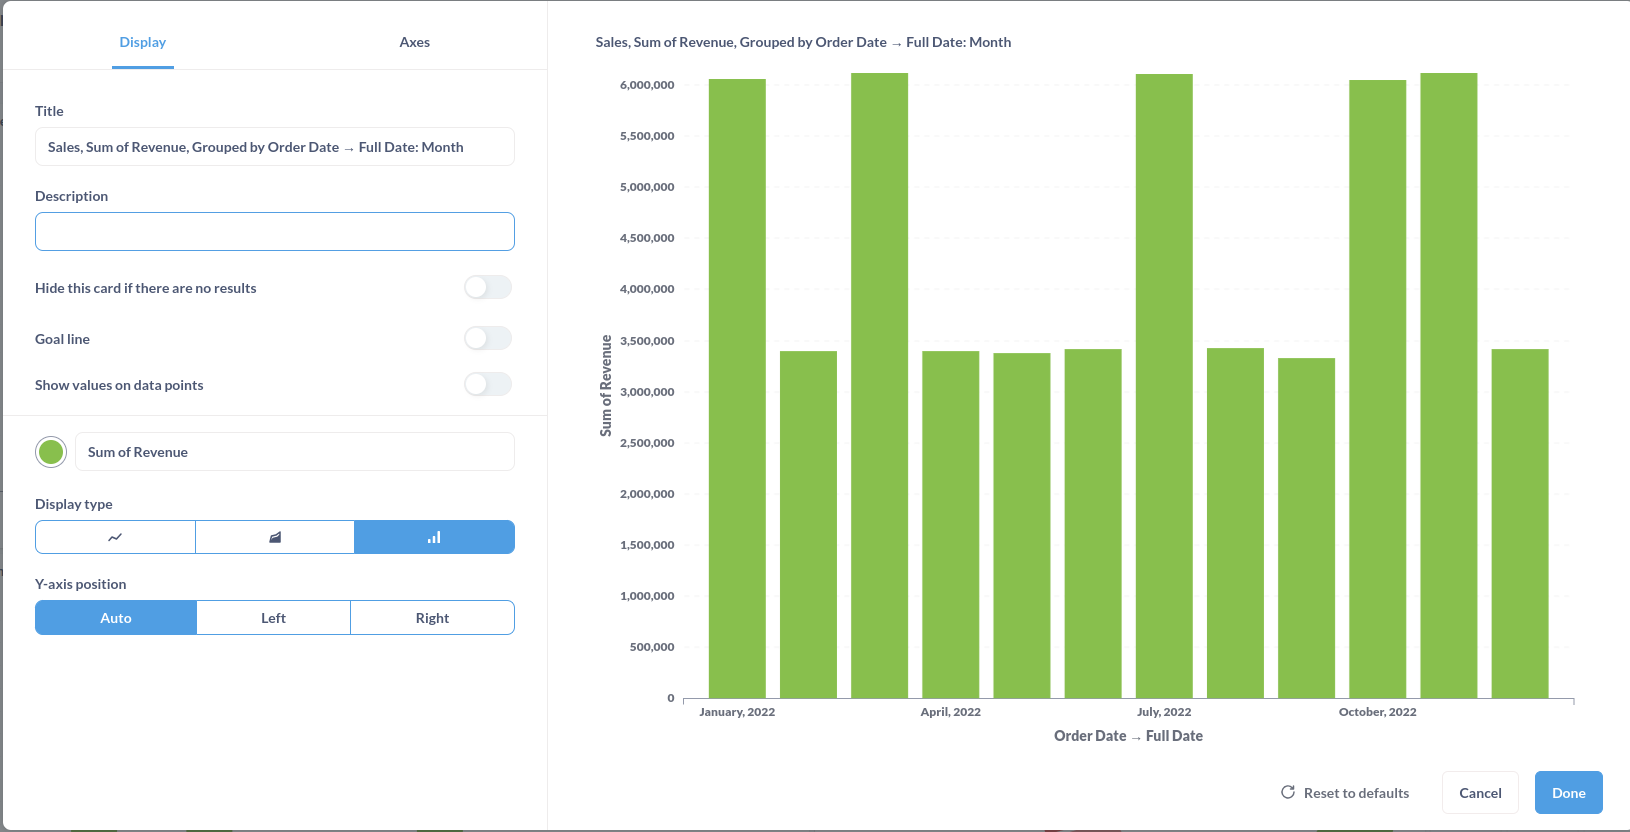 Display
Axes
Title
Sales, Sum of Revenue, Grouped by Order Date → Full Date: Month
Description
Hide this card if there are no results
Goal line
Show values on data points
Sum of Revenue
Display type
Y-axis position
Auto
Left
Right
Sales, Sum of Revenue, Grouped by Order Date → Full Date: Month
6,000,000
5,500,000
5,000,000
4,500,000
4,000,000
3,500,000
3,000,000
2,500,000
2,000,000
1,500,000
1,000,000
500,000
0
Sum of Revenue
January, 2022
April, 2022
July, 2022
October, 2022
Order Date → Full Date
Reset to defaults
Cancel
Done